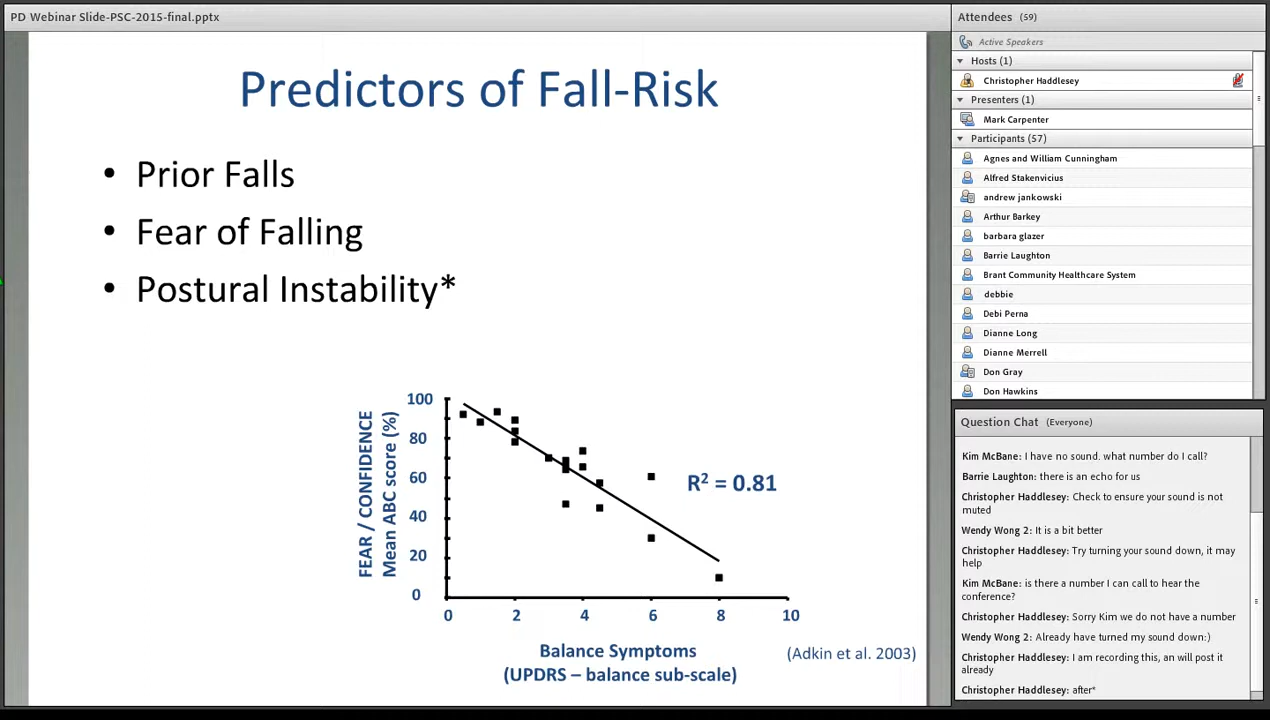 PD Webinar Slide-PSC-2015-final.pptx
Predictors of Fall-Risk
• Prior Falls
• Fear of Falling
• Postural Instability*
FEAR / CONFIDENCE
Mean ABC score (%)
100
80
60
40
20
0
0 2 4 6 8 10
R² = 0.81
Balance Symptoms
(UPDRS – balance sub-scale)
(Adkin et al. 2003)
Attendees (59)
Active Speakers
Hosts (1)
Christopher Haddlesey
Presenters (1)
Mark Carpenter
Participants (57)
Agnes and William Cunningham
Alfred Stakenvicius
andrew jankowski
Arthur Barkey
barbara glazer
Barrie Laughton
Brant Community Healthcare System
debbie
Debi Perna
Dianne Long
Dianne Merrell
Don Gray
Don Hawkins
Question Chat (Everyone)
Kim McBane: I have no sound. what number do I call?
Barrie Laughton: there is an echo for us
Christopher Haddlesey: Check to ensure your sound is not
muted
Wendy Wong 2: It is a bit better
Christopher Haddlesey: Try turning your sound down, it may
help
Kim McBane: is there a number I can call to hear the
conference?
Christopher Haddlesey: Sorry Kim we do not have a number
Wendy Wong 2: Already have turned my sound down:)
Christopher Haddlesey: I am recording this, an will post it
already
Christopher Haddlesey: after*